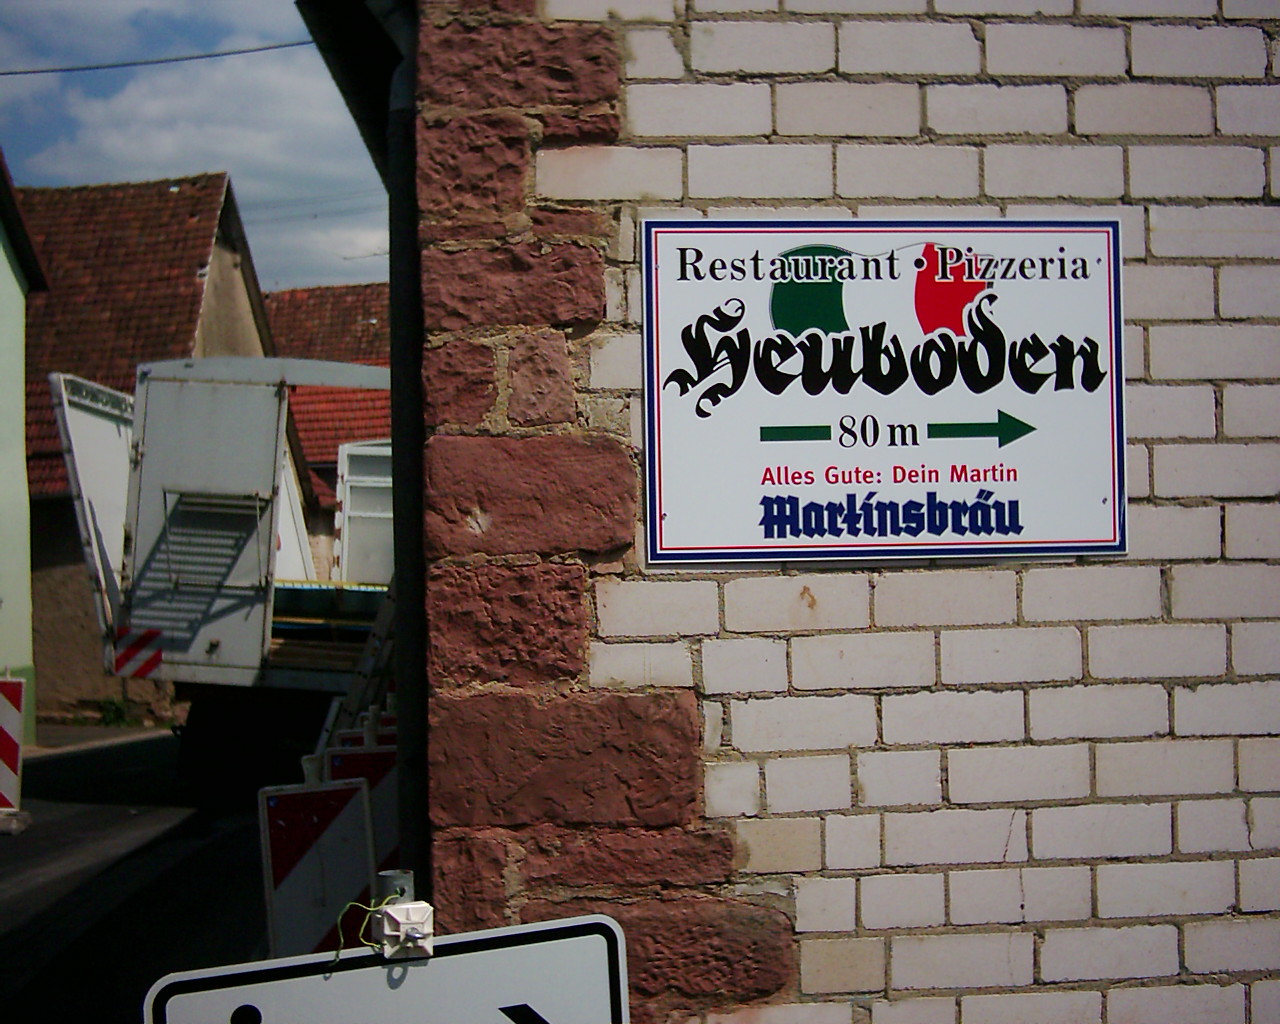 Restaurant • Pizzeria
Heuboden
80 m
Alles Gute: Dein Martin
Martinsbräu